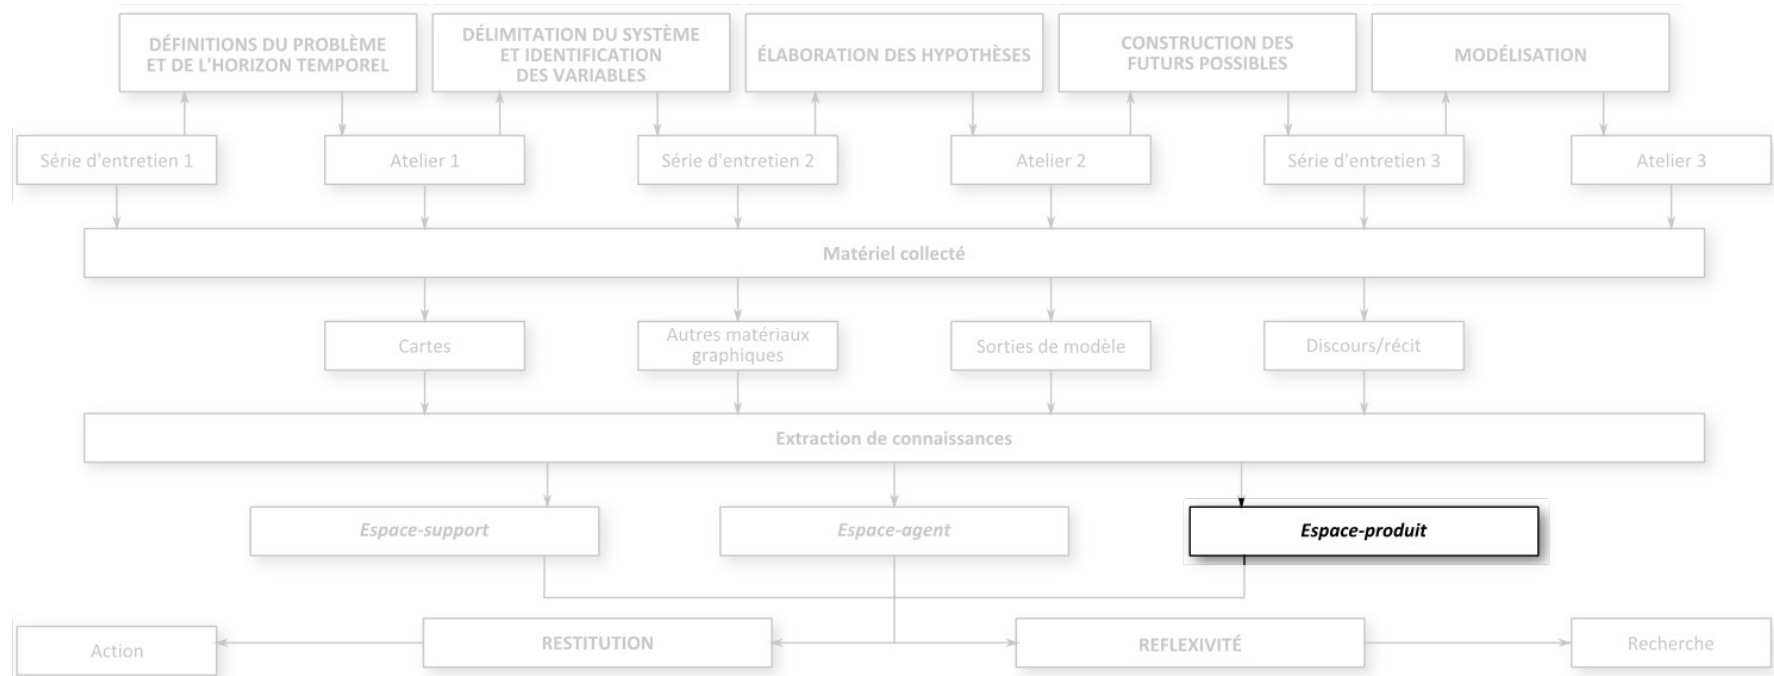 DÉFINITIONS DU PROBLÈME
ET DE L'HORIZON TEMPOREL
DÉLIMITATION DU SYSTÈME
ET IDENTIFICATION
DES VARIABLES
ÉLABORATION DES HYPOTHÈSES
CONSTRUCTION DES
FUTURS POSSIBLES
MODÉLISATION
Série d'entretien 1
Atelier 1
Série d'entretien 2
Atelier 2
Série d'entretien 3
Atelier 3
Matériel collecté
Cartes
Autres matériaux
graphiques
Sorties de modèle
Discours/récit
Extraction de connaissances
Espace-support
Espace-agent
Espace-produit
Action
RESTITUTION
REFLEXIVITÉ
Recherche